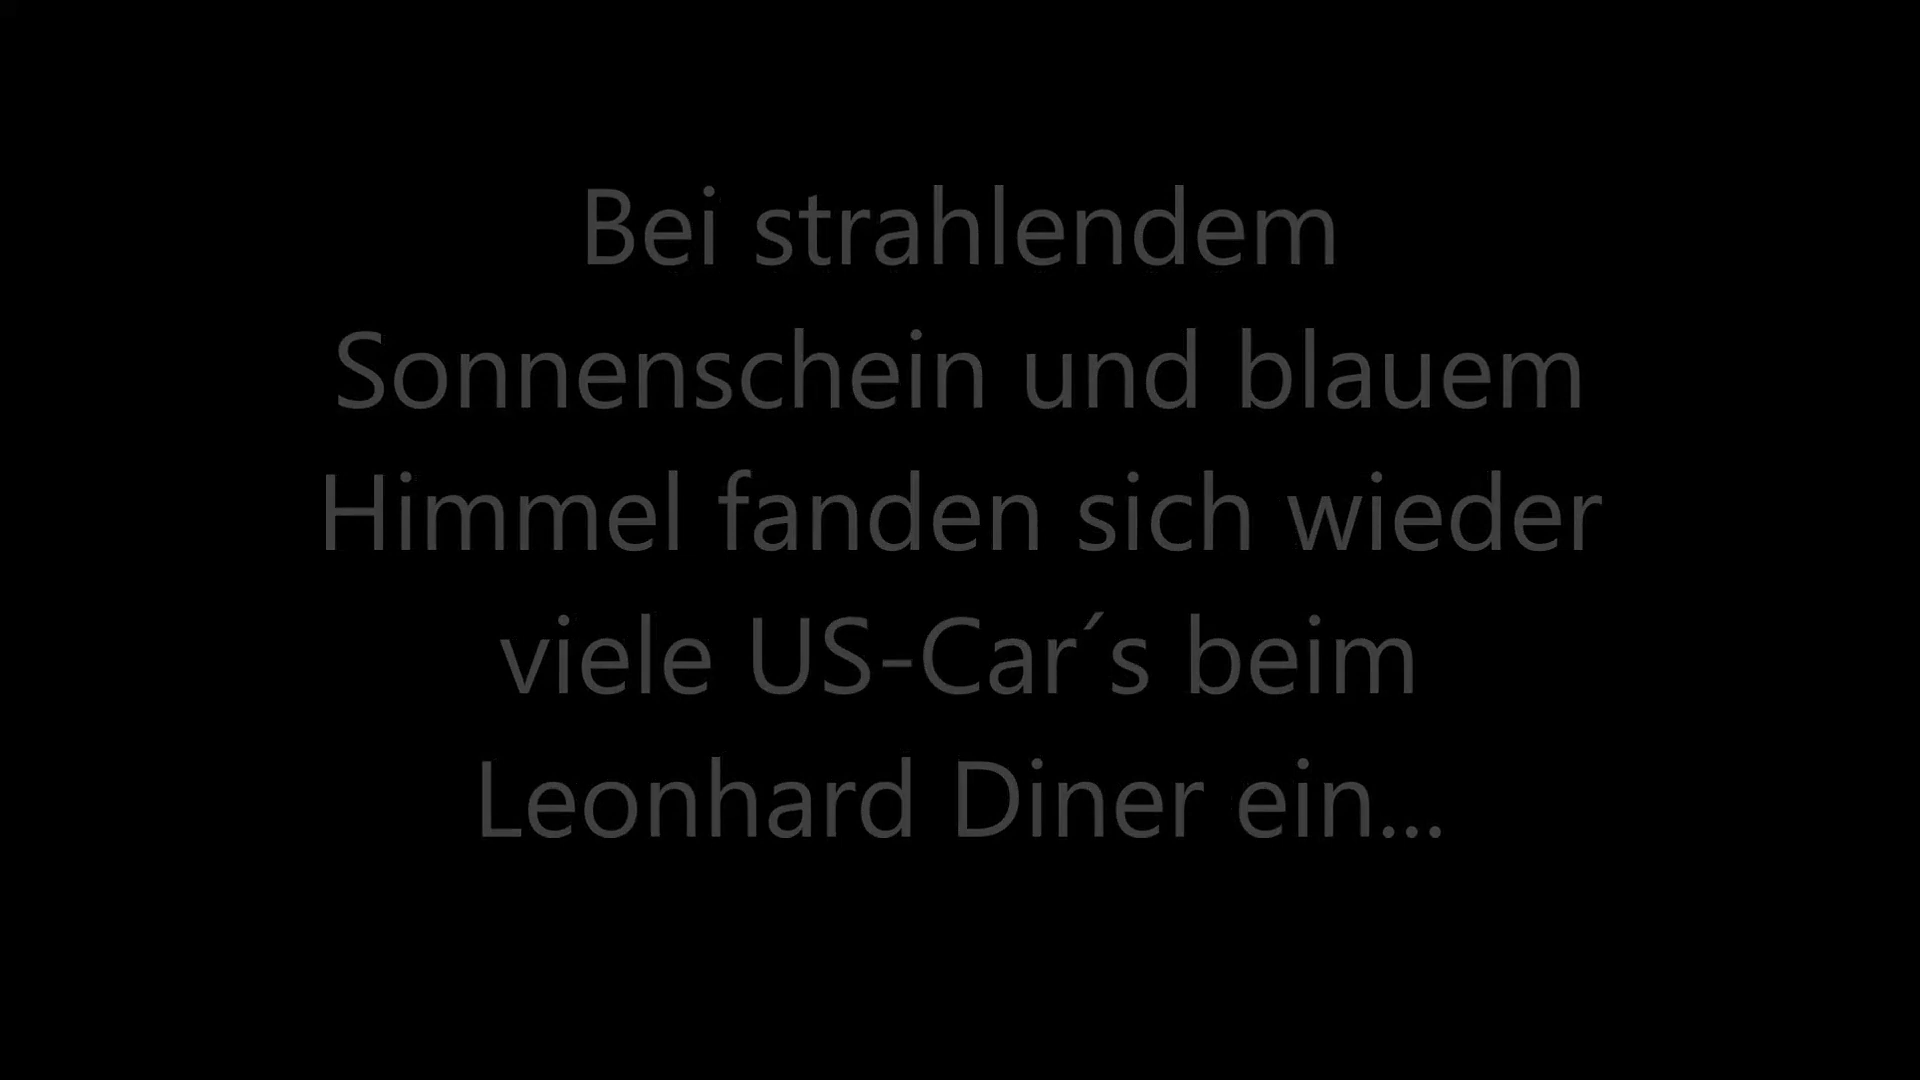 Bei strahlendem
Sonnenschein und blauem
Himmel fanden sich wieder
viele US-Car´s beim
Leonhard Diner ein...